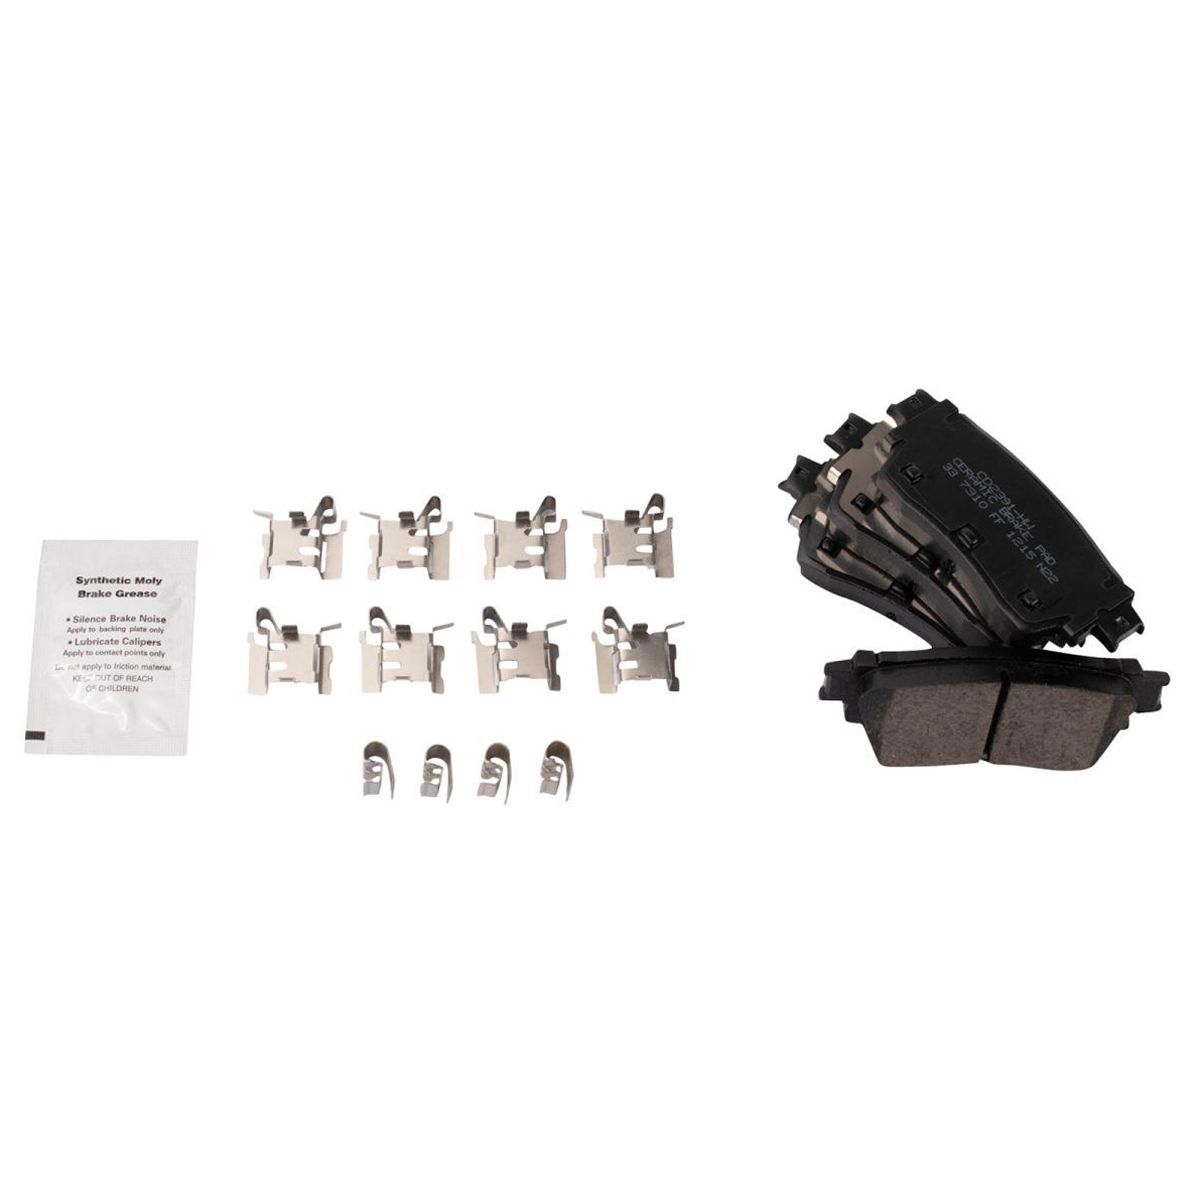 Synthetic Moly
Brake Grease
• Silence Brake Noise
Apply to backing plate only
• Lubricate Calipers
Apply to contact points only
Do not apply to friction material
KEEP OUT OF REACH
OF CHILDREN
CD2391-HW
CERAMIC BRAKE PAD
33 7310 FF 1215 N22